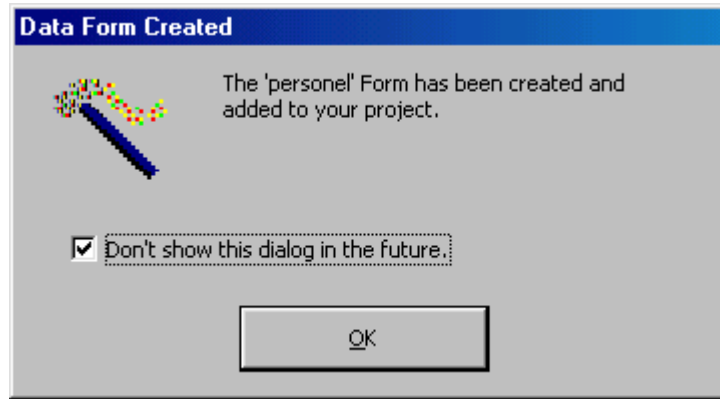 Data Form Created
The 'personel' Form has been created and
added to your project.
Don't show this dialog in the future.
OK